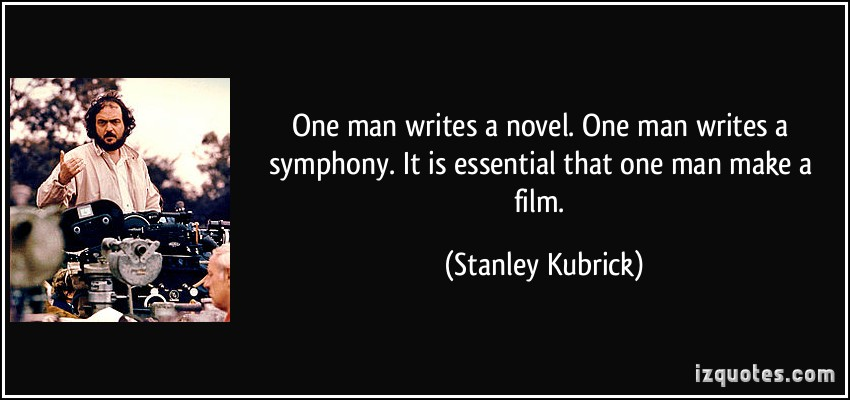 One man writes a novel. One man writes a
symphony. It is essential that one man make a
film.
(Stanley Kubrick)
izquotes.com